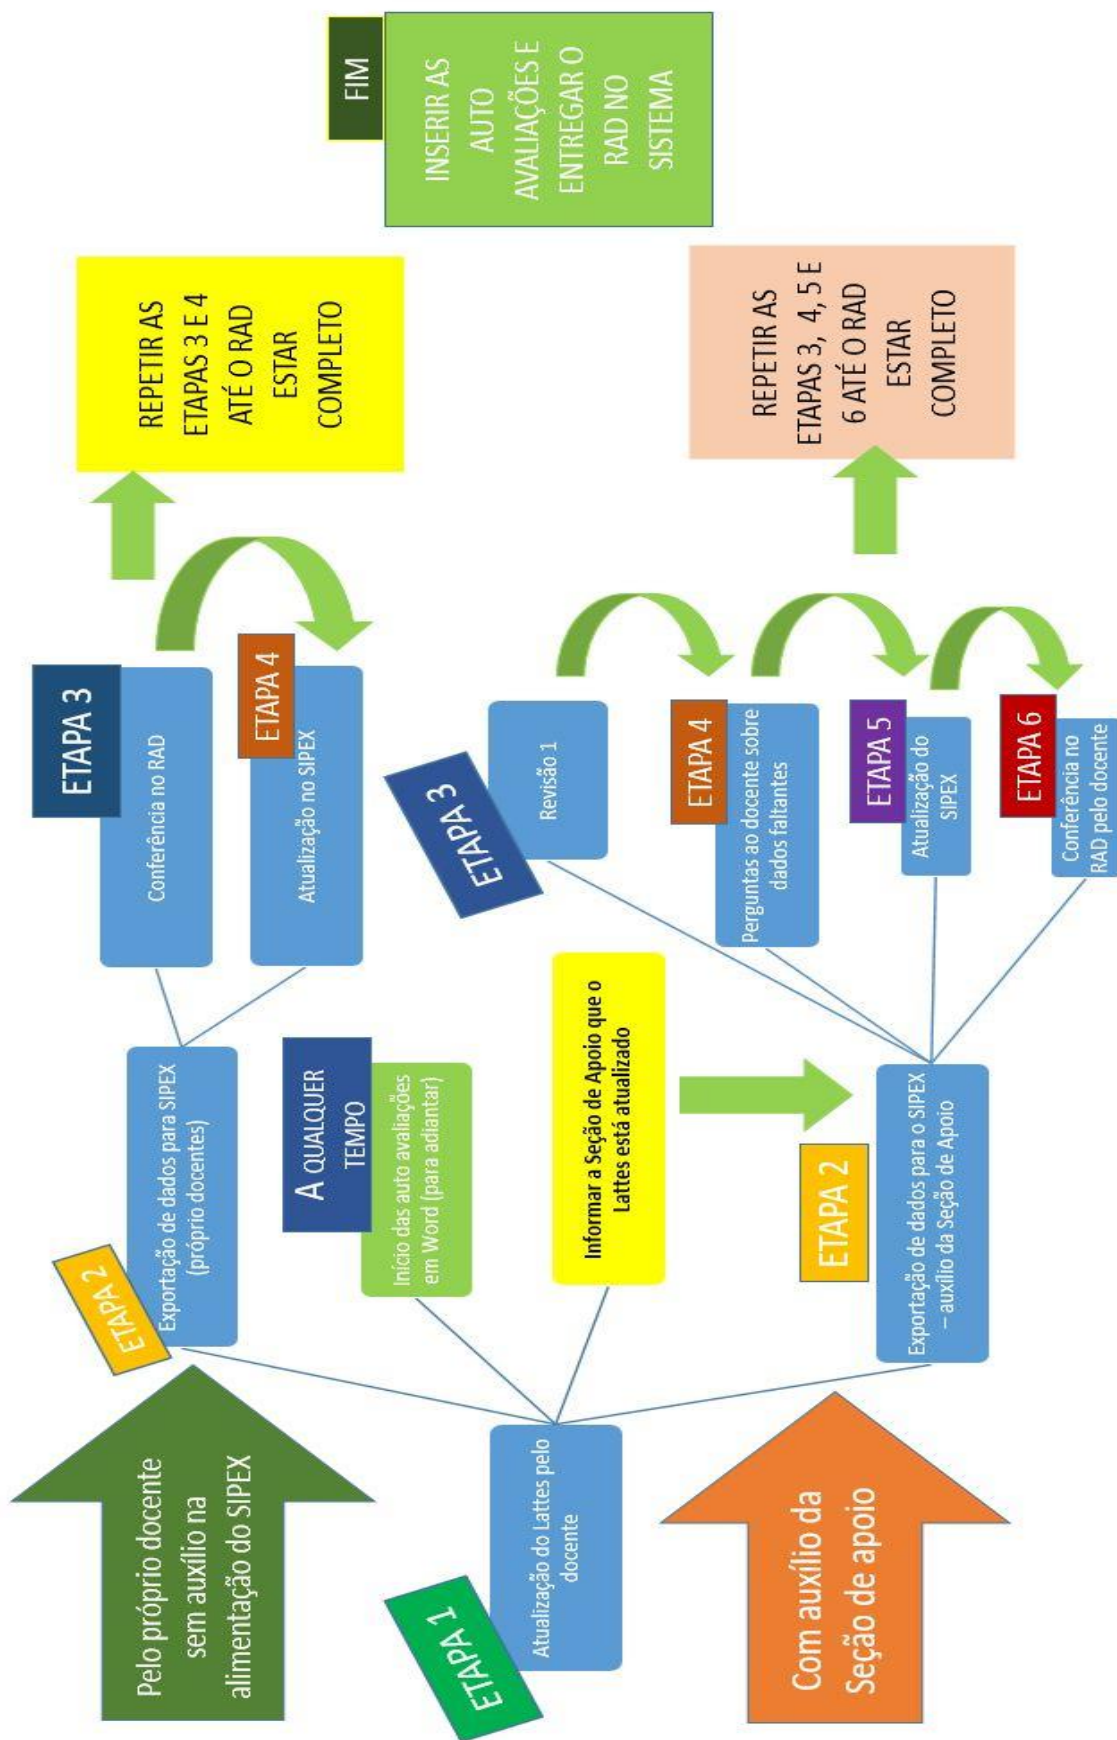 Pelo próprio docente
sem auxílio na
alimentação do SIPEX
ETAPA 2
Exportação de dados para SIPEX
(próprio docentes)
ETAPA 3
Conferência no RAD
ETAPA 4
Atualização no SIPEX
REPETIR AS
ETAPAS 3 E 4
ATÉ O RAD
ESTAR
COMPLETO
ETAPA 1
Atualização do Lattes pelo
docente
A QUALQUER
TEMPO
Início das auto avaliações
em Word (para adiantar)
Informar a Seção de Apoio que o
Lattes está atualizado
FIM
INSERIR AS
AUTO
AVALIAÇÕES E
ENTREGAR O
RAD NO
SISTEMA
Com auxílio da
Seção de apoio
ETAPA 2
Exportação de dados para o SIPEX
– auxílio da Seção de Apoio
ETAPA 3
Revisão 1
ETAPA 4
Perguntas ao docente sobre
dados faltantes
ETAPA 5
Atualização do
SIPEX
ETAPA 6
Conferência no
RAD pelo docente
REPETIR AS
ETAPAS 3, 4, 5 E
6 ATÉ O RAD
ESTAR
COMPLETO